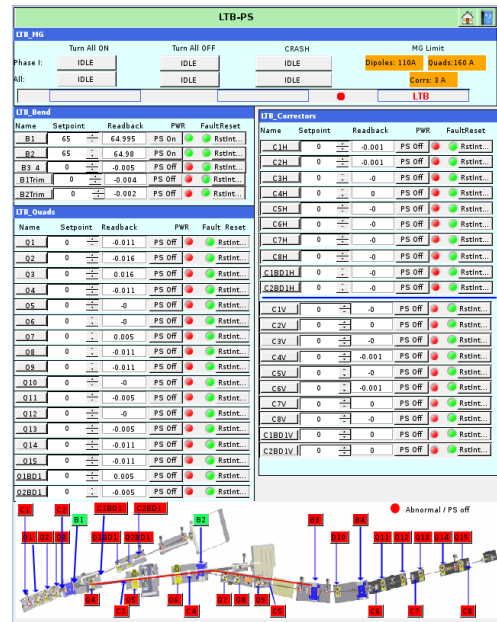 LTB-PS
LTB_MG
Turn All ON Turn All OFF CRASH MG Limit
Phase I: IDLE IDLE IDLE Dipoles: 110A Quads:160 A
All: IDLE IDLE IDLE Corrs: 3 A
LTB
LTB_Bend
Name Setpoint Readback PWR FaultReset
B1 65 64.995 PS On RstInt...
B2 65 64.98 PS On RstInt...
B3_4 0 -0.005 PS Off RstInt...
B1Trim 0 -0.004 PS Off RstInt...
B2Trim 0 -0.002 PS Off RstInt...
LTB_Quads
Name Setpoint Readback PWR Fault Reset
Q1 0 -0.011 PS Off RstInt...
Q2 0 -0.016 PS Off RstInt...
Q3 0 0.016 PS Off RstInt...
Q4 0 -0.011 PS Off RstInt...
Q5 0 -0 PS Off RstInt...
Q6 0 -0 PS Off RstInt...
Q7 0 0.005 PS Off RstInt...
Q8 0 -0.011 PS Off RstInt...
Q9 0 -0.011 PS Off RstInt...
Q10 0 -0 PS Off RstInt...
Q11 0 -0.005 PS Off RstInt...
Q12 0 -0 PS Off RstInt...
Q13 0 -0.005 PS Off RstInt...
Q14 0 -0.011 PS Off RstInt...
Q15 0 -0.011 PS Off RstInt...
Q1BD1 0 0.005 PS Off RstInt...
Q2BD1 0 -0.005 PS Off RstInt...
LTB_Correctors
Name Setpoint Readback PWR FaultReset
C1H 0 -0.001 PS Off RstInt...
C2H 0 -0.001 PS Off RstInt...
C3H 0 -0 PS Off RstInt...
C4H 0 0 PS Off RstInt...
C5H 0 -0 PS Off RstInt...
C6H 0 -0 PS Off RstInt...
C7H 0 -0 PS Off RstInt...
C8H 0 -0 PS Off RstInt...
C1BD1H 0 -0 PS Off RstInt...
C2BD1H 0 -0 PS Off RstInt...
C1V 0 -0 PS Off RstInt...
C2V 0 0 PS Off RstInt...
C3V 0 -0 PS Off RstInt...
C4V 0 -0.001 PS Off RstInt...
C5V 0 -0 PS Off RstInt...
C6V 0 -0.001 PS Off RstInt...
C7V 0 0 PS Off RstInt...
C8V 0 -0 PS Off RstInt...
C1BD1V 0 0 PS Off RstInt...
C2BD1V 0 0 PS Off RstInt...
Abnormal / PS off
C1 C2 C1BD1 C2BD1
B1 B2 B3 B4
Q1 Q2 Q3 Q1BD1 Q2BD1 Q10 Q11 Q12 Q13 Q14 Q15
Q4 Q5 Q6 Q7 Q8 Q9
C3 C4 C5 C6 C7 C8